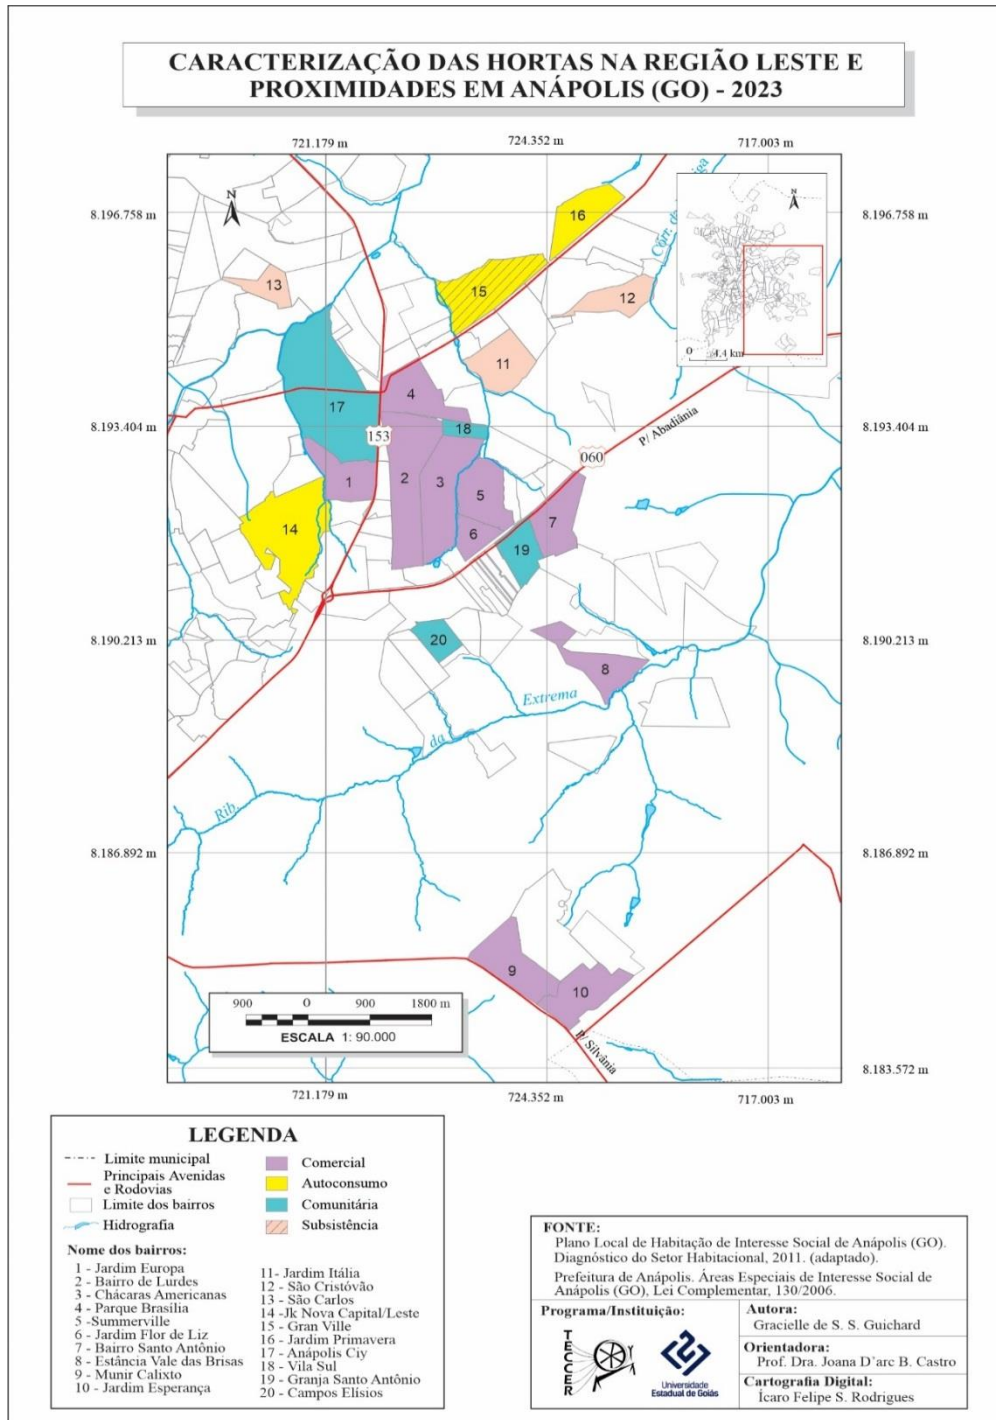 CARACTERIZAÇÃO DAS HORTAS NA REGIÃO LESTE E
PROXIMIDADES EM ANÁPOLIS (GO) - 2023
721.179 m
724.352 m
717.003 m
8.196.758 m
8.196.758 m
N
N
16
15
13
12
11
0
4.4 km
4
17
8.193.404 m
8.193.404 m
153
18
060
P/ Abadiânia
1
2
3
5
7
14
6
19
8.190.213 m
8.190.213 m
20
8
Rib.
da
Extrema
8.186.892 m
8.186.892 m
9
10
900
0
900
1800 m
ESCALA 1: 90.000
P/ Silvânia
8.183.572 m
721.179 m
724.352 m
717.003 m
LEGENDA
Limite municipal
Principais Avenidas
e Rodovias
Limite dos bairros
Hidrografia
Comercial
Autoconsumo
Comunitária
Subsistência
Nome dos bairros:
1 - Jardim Europa
2 - Bairro de Lurdes
3 - Chácaras Americanas
4 - Parque Brasília
5 -Summerville
6 - Jardim Flor de Liz
7 - Bairro Santo Antônio
8 - Estância Vale das Brisas
9 - Munir Calixto
10 - Jardim Esperança
11- Jardim Itália
12 - São Cristóvão
13 - São Carlos
14 -Jk Nova Capital/Leste
15 - Gran Ville
16 - Jardim Primavera
17 - Anápolis Ciy
18 - Vila Sul
19 - Granja Santo Antônio
20 - Campos Elísios
FONTE:
Plano Local de Habitação de Interesse Social de Anápolis (GO).
Diagnóstico do Setor Habitacional, 2011. (adaptado).
Prefeitura de Anápolis. Áreas Especiais de Interesse Social de
Anápolis (GO), Lei Complementar, 130/2006.
Programa/Instituição:
TECCER
Universidade
Estadual de Goiás
Autora:
Gracielle de S. S. Guichard
Orientadora:
Prof. Dra. Joana D'arc B. Castro
Cartografia Digital:
Ícaro Felipe S. Rodrigues